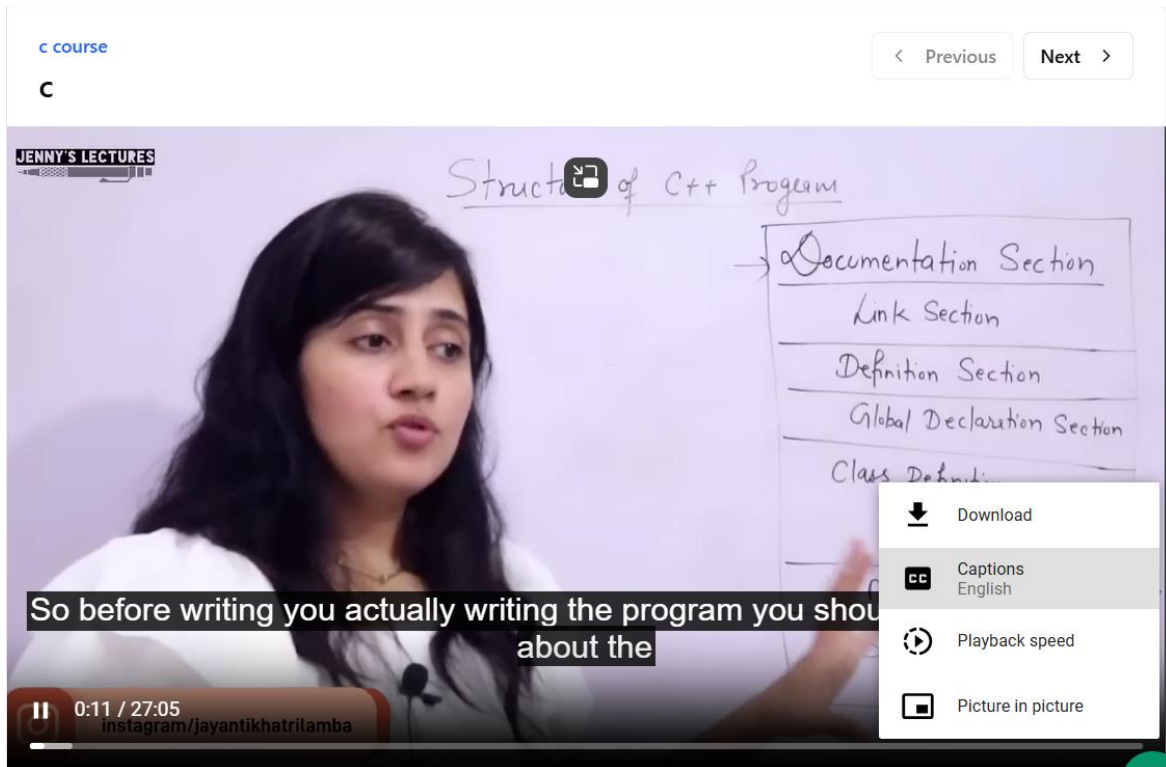 c course
Previous
Next
C
JENNY'S LECTURES
Struct of C++ Program
Documentation Section
Link Section
Definition Section
Global Declaration Section
Class
Download
Captions
English
So before writing you actually writing the program you
about the
Playback speed
0:11 / 27:05
Picture in picture
instagram/jayantikhatrilamba